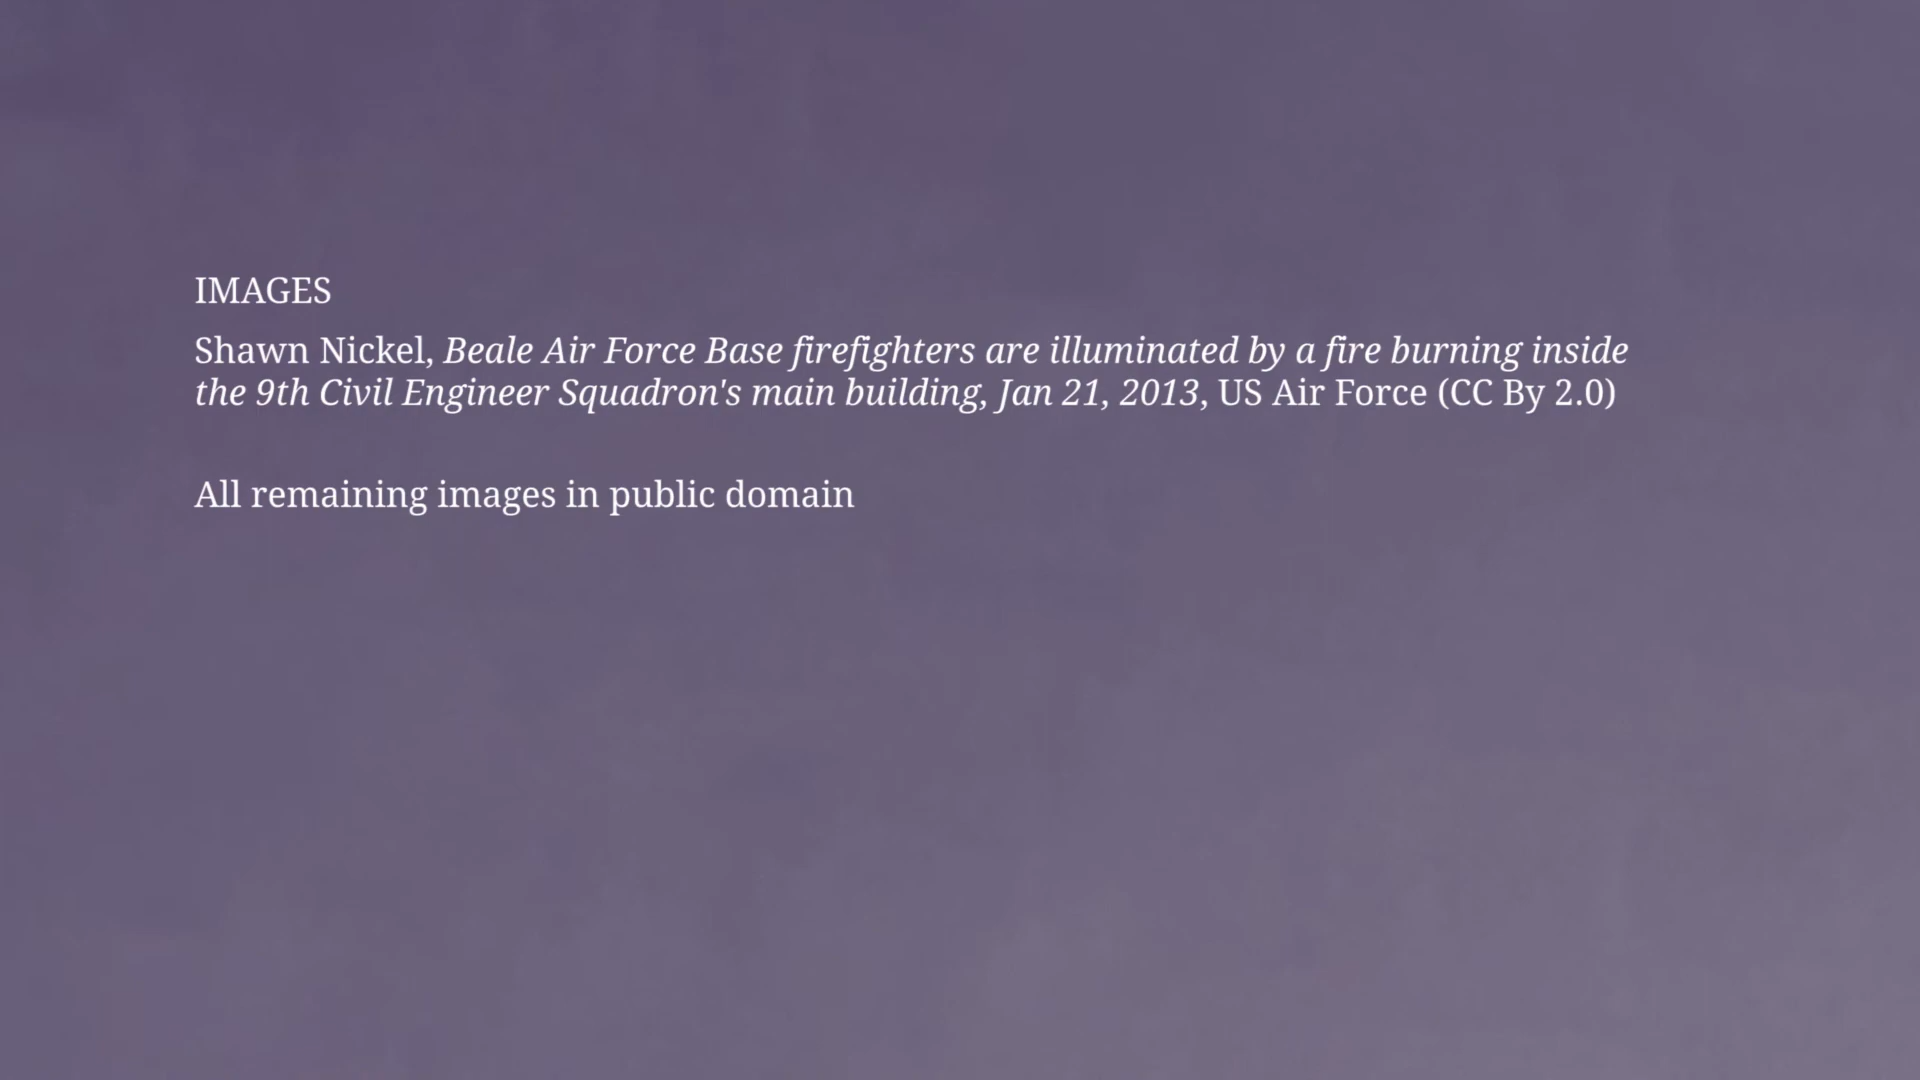 IMAGES
Shawn Nickel, Beale Air Force Base firefighters are illuminated by a fire burning inside
the 9th Civil Engineer Squadron's main building, Jan 21, 2013, US Air Force (CC By 2.0)
All remaining images in public domain